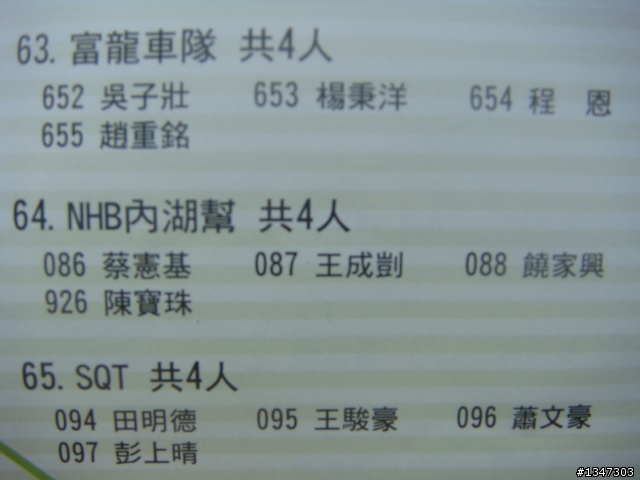 63. 富龍車隊 共4人
652 吳子壯 653 楊秉洋 654 程 恩
655 趙重銘
64. NHB內湖幫 共4人
086 蔡憲基 087 王成剴 088 饒家興
926 陳寶珠
65. SQT 共4人
094 田明德 095 王駿豪 096 蕭文豪
097 彭上晴
#1347303